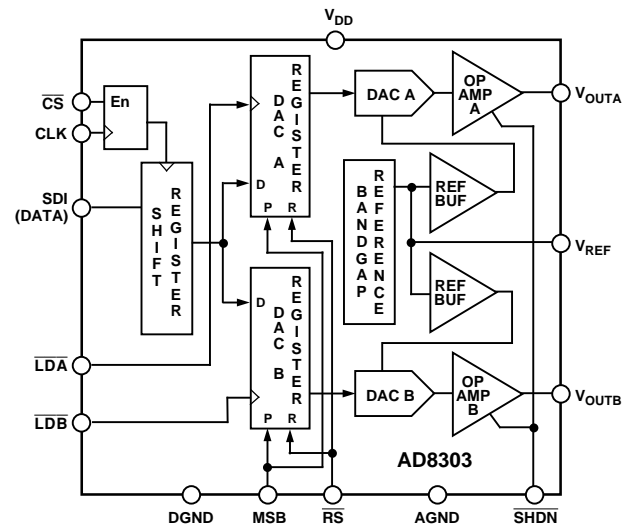 VDD
CS
CLK
SDI
(DATA)
LDA
LDB
En
SHIFT
REGISTER
DAC A
REGISTER
D
P R
DAC B
REGISTER
D
P R
DAC A
OP
AMP
A
BANDGAP
REFERENCE
REF
BUF
REF
BUF
DAC B
OP
AMP
B
VOUTA
VREF
VOUTB
AD8303
DGND
MSB
RS
AGND
SHDN